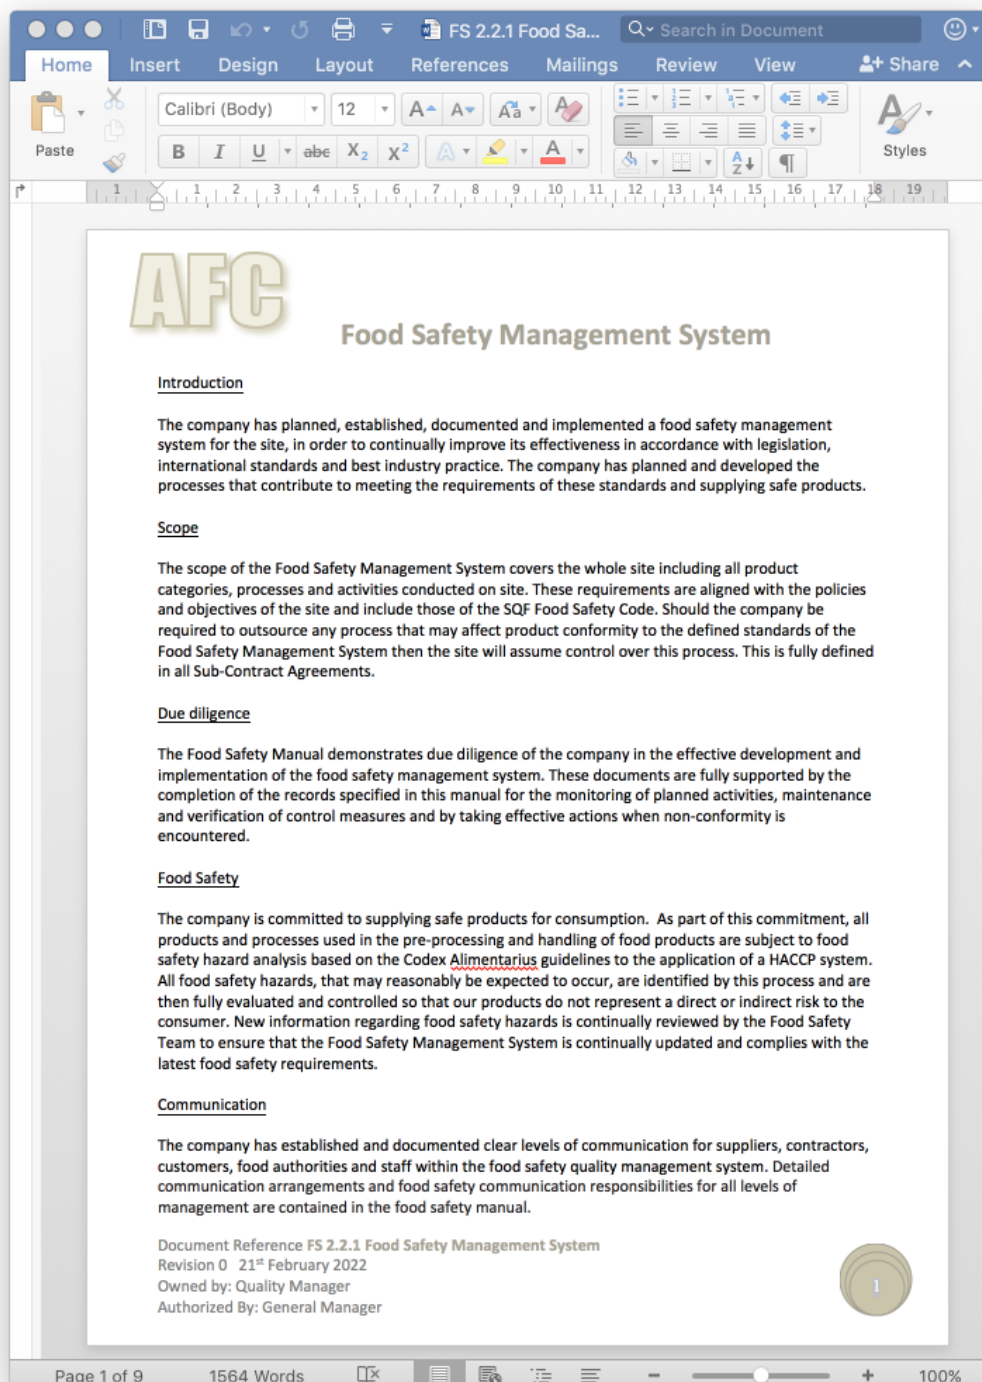 FS 2.2.1 Food Sa...
Search in Document
Home Insert Design Layout References Mailings Review View Share
Paste
Calibri (Body) 12
Styles
1 1 2 3 4 5 6 7 8 9 10 11 12 13 14 15 16 17 18 19
AFC
Food Safety Management System
Introduction
The company has planned, established, documented and implemented a food safety management
system for the site, in order to continually improve its effectiveness in accordance with legislation,
international standards and best industry practice. The company has planned and developed the
processes that contribute to meeting the requirements of these standards and supplying safe products.
Scope
The scope of the Food Safety Management System covers the whole site including all product
categories, processes and activities conducted on site. These requirements are aligned with the policies
and objectives of the site and include those of the SQF Food Safety Code. Should the company be
required to outsource any process that may affect product conformity to the defined standards of the
Food Safety Management System then the site will assume control over this process. This is fully defined
in all Sub-Contract Agreements.
Due diligence
The Food Safety Manual demonstrates due diligence of the company in the effective development and
implementation of the food safety management system. These documents are fully supported by the
completion of the records specified in this manual for the monitoring of planned activities, maintenance
and verification of control measures and by taking effective actions when non-conformity is
encountered.
Food Safety
The company is committed to supplying safe products for consumption.  As part of this commitment, all
products and processes used in the pre-processing and handling of food products are subject to food
safety hazard analysis based on the Codex Alimentarius guidelines to the application of a HACCP system.
All food safety hazards, that may reasonably be expected to occur, are identified by this process and are
then fully evaluated and controlled so that our products do not represent a direct or indirect risk to the
consumer. New information regarding food safety hazards is continually reviewed by the Food Safety
Team to ensure that the Food Safety Management System is continually updated and complies with the
latest food safety requirements.
Communication
The company has established and documented clear levels of communication for suppliers, contractors,
customers, food authorities and staff within the food safety quality management system. Detailed
communication arrangements and food safety communication responsibilities for all levels of
management are contained in the food safety manual.
Document Reference FS 2.2.1 Food Safety Management System
Revision 0   21st February 2022
Owned by: Quality Manager
Authorized By: General Manager
1
Page 1 of 9 1564 Words 100%